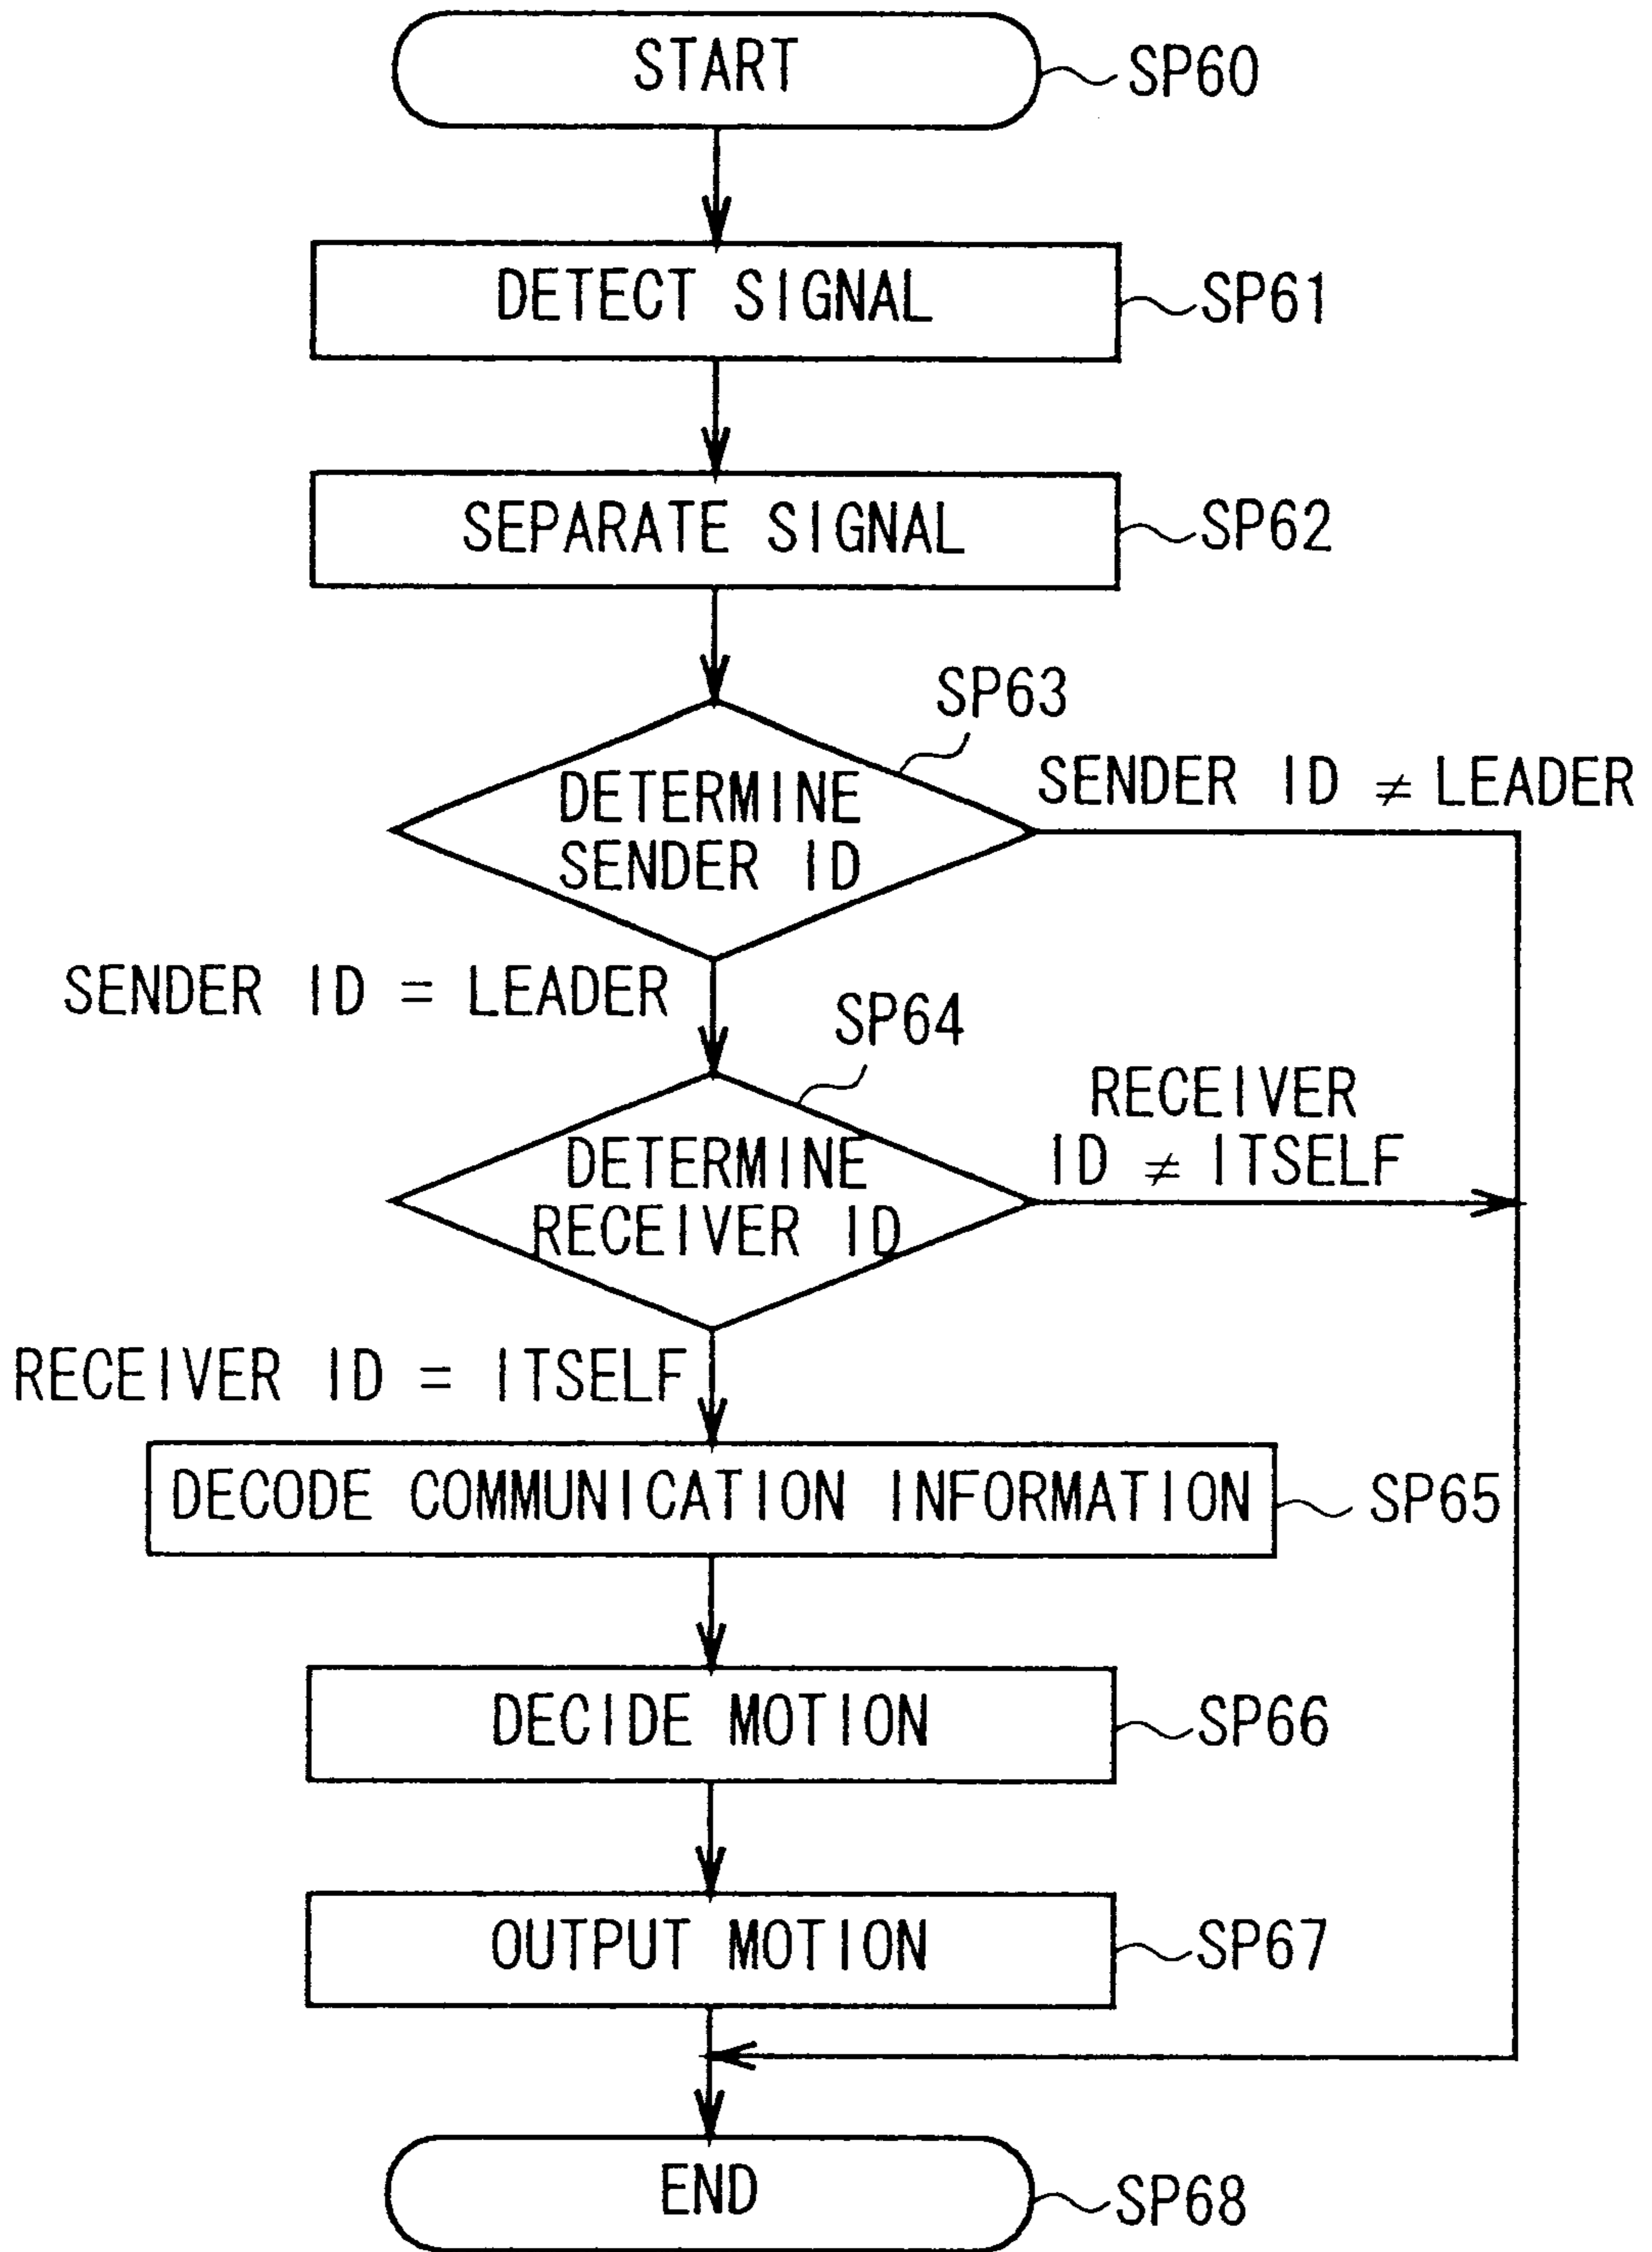 START
SP60
DETECT SIGNAL
SP61
SEPARATE SIGNAL
SP62
SP63
DETERMINE
SENDER ID
SENDER ID ≠ LEADER
SENDER ID = LEADER
SP64
DETERMINE
RECEIVER ID
RECEIVER
ID ≠ ITSELF
RECEIVER ID = ITSELF
DECODE COMMUNICATION INFORMATION
SP65
DECIDE MOTION
SP66
OUTPUT MOTION
SP67
END
SP68